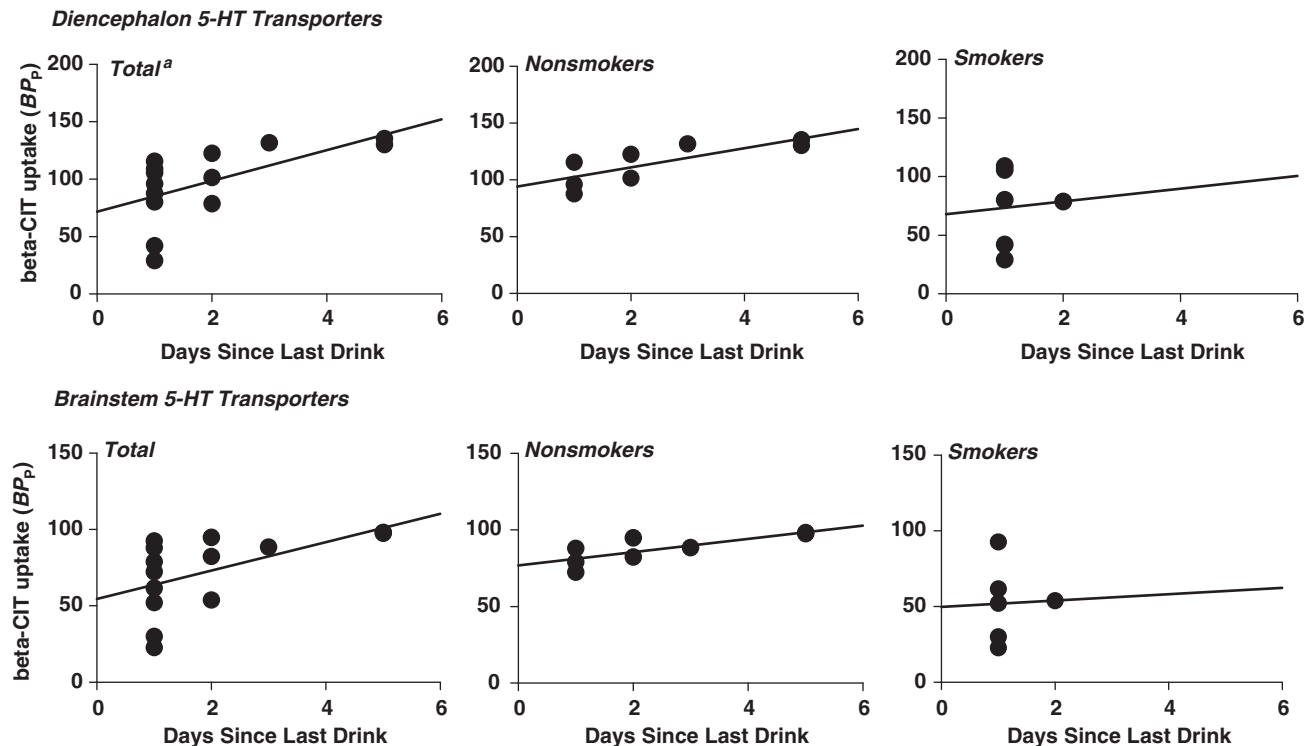 Diencephalon 5-HT Transporters
Total a
Nonsmokers
Smokers
beta-CIT uptake (BPP)
200
150
100
50
0
0 2 4 6
Days Since Last Drink
200
150
100
50
0
0 2 4 6
Days Since Last Drink
200
150
100
50
0
0 2 4 6
Days Since Last Drink
Brainstem 5-HT Transporters
Total
Nonsmokers
Smokers
beta-CIT uptake (BPP)
150
100
50
0
0 2 4 6
Days Since Last Drink
150
100
50
0
0 2 4 6
Days Since Last Drink
150
100
50
0
0 2 4 6
Days Since Last Drink